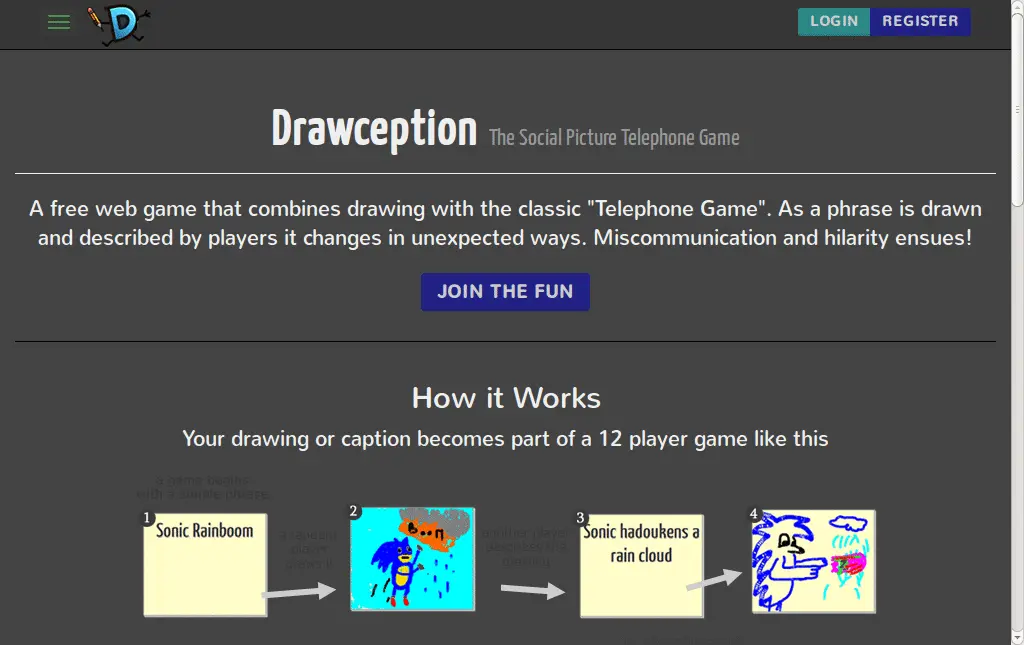 LOGIN REGISTER
Drawception The Social Picture Telephone Game
A free web game that combines drawing with the classic "Telephone Game". As a phrase is drawn
and described by players it changes in unexpected ways. Miscommunication and hilarity ensues!
JOIN THE FUN
How it Works
Your drawing or caption becomes part of a 12 player game like this
a game begins
with a simple phrase
1
Sonic Rainboom
a random
player
draws it
2
another player
describes the
drawing
3
Sonic hadoukens a
rain cloud
4